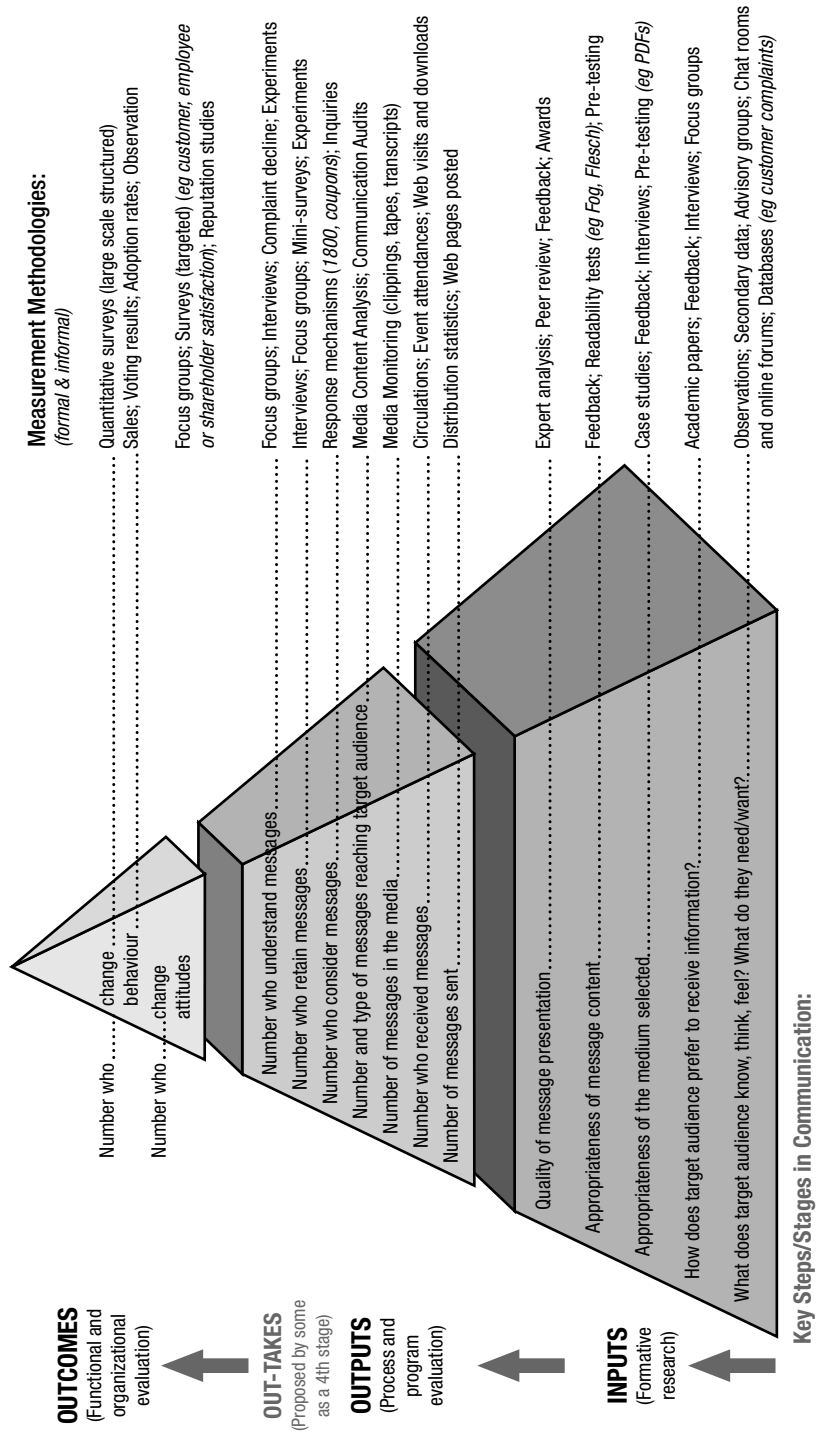 Measurement Methodologies:
(formal & informal)
OUTCOMES
(Functional and
organizational
evaluation)
Number who ........ change ........ Quantitative surveys (large scale structured)
behaviour ........ Sales; Voting results; Adoption rates; Observation
Number who ...... change
attitudes
Focus groups; Surveys (targeted) (eg customer, employee
or shareholder satisfaction); Reputation studies
OUT-TAKES
(Proposed by some
as a 4th stage)
OUTPUTS
(Process and
program
evaluation)
Number who understand messages ........ Focus groups; Interviews; Complaint decline; Experiments
Number who retain messages ........ Interviews; Focus groups; Mini-surveys; Experiments
Number who consider messages ........ Response mechanisms (1800, coupons); Inquiries
Number and type of messages reaching target audience ........ Media Content Analysis; Communication Audits
Number of messages in the media ........ Media Monitoring (clippings, tapes, transcripts)
Number who received messages ........ Circulations; Event attendances; Web visits and downloads
Number of messages sent ........ Distribution statistics; Web pages posted
INPUTS
(Formative
research)
Quality of message presentation ........ Expert analysis; Peer review; Feedback; Awards
Appropriateness of message content ........ Feedback; Readability tests (eg Fog, Flesch); Pre-testing
Appropriateness of the medium selected ........ Case studies; Feedback; Interviews; Pre-testing (eg PDFs)
How does target audience prefer to receive information? ........ Academic papers; Feedback; Interviews; Focus groups
What does target audience know, think, feel? What do they need/want? ........ Observations; Secondary data; Advisory groups; Chat rooms
and online forums; Databases (eg customer complaints)
Key Steps/Stages in Communication: